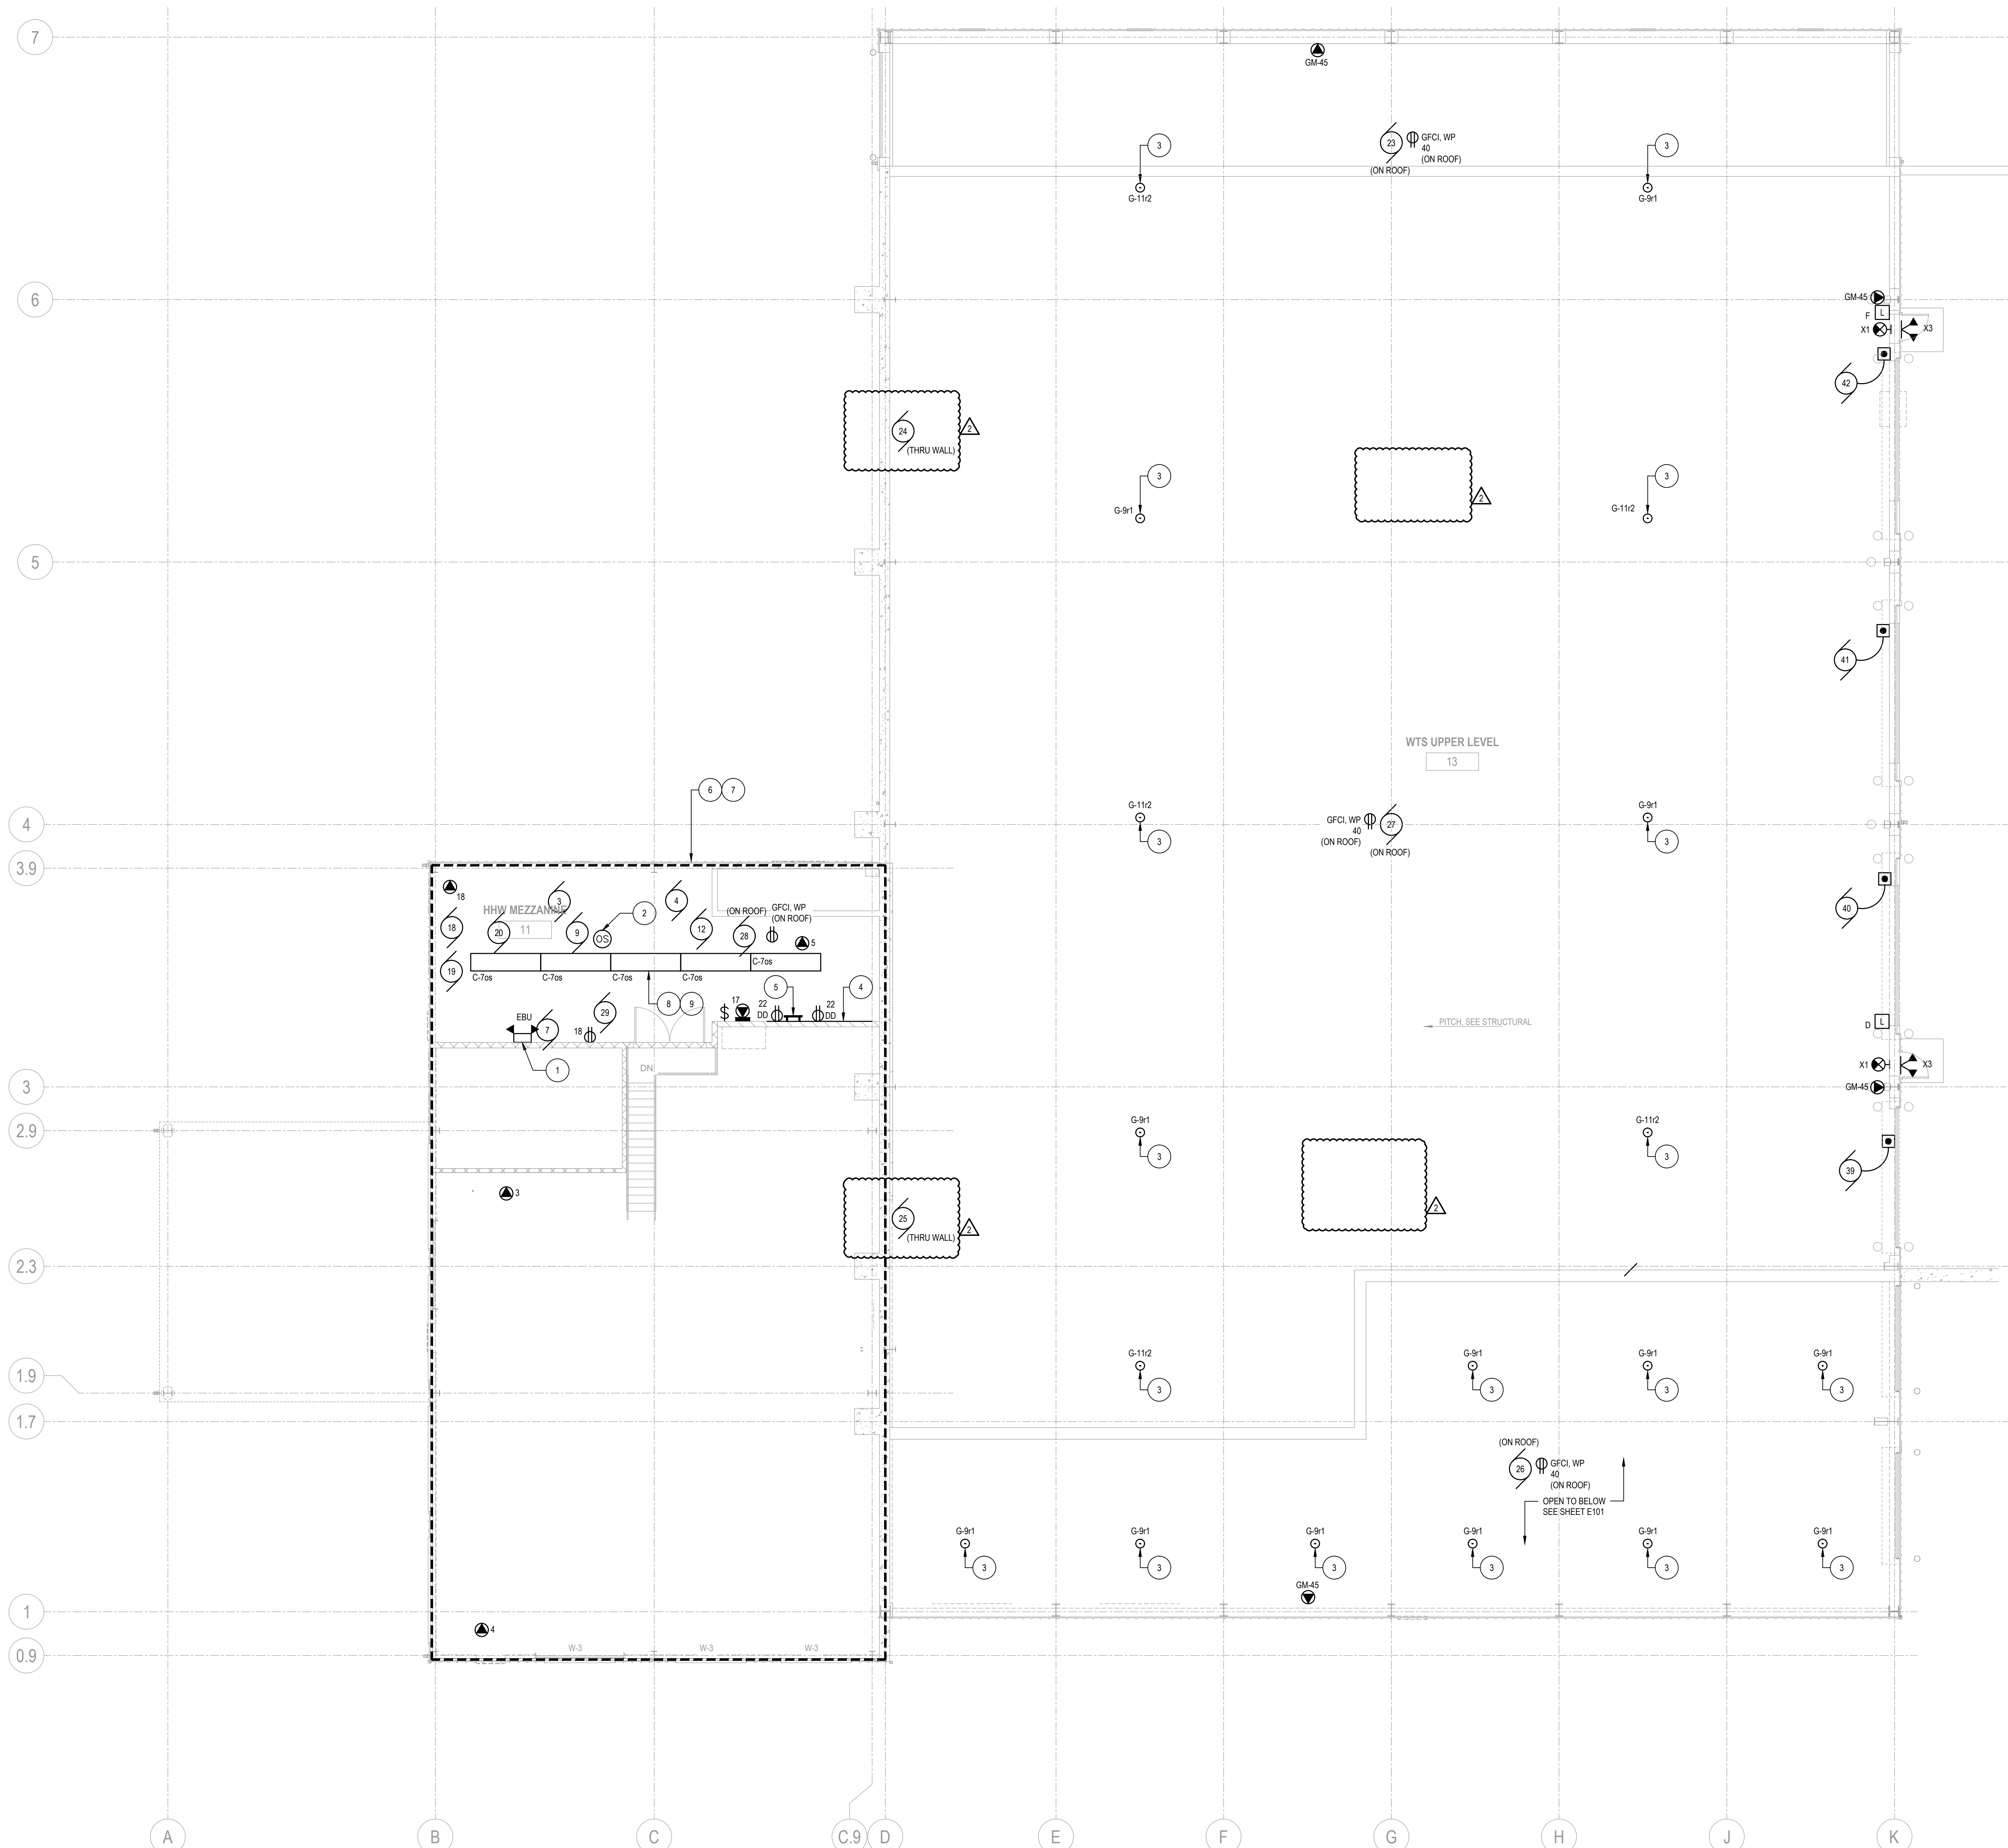 7
GM-45
3
23
GFCI, WP
40
(ON ROOF)
(ON ROOF)
3
G-11r2
G-9r1
6
GM-45
F
L
X1
X3
42
24
(THRU WALL)
2
3
2
3
G-9r1
G-11r2
5
41
WTS UPPER LEVEL
13
6
7
G-11r2
G-9r1
4
GFCI, WP
40
(ON ROOF)
27
(ON ROOF)
3
3
3.9
18
3
4
HHW MEZZANINE
11
2
(ON ROOF)
GFCI, WP
(ON ROOF)
40
18
20
9
OS
12
28
5
19
C-7os
C-7os
C-7os
C-7os
C-7os
5
4
8
9
17
22
DD
22
DD
$
29
EBU
7
18
D
L
PITCH, SEE STRUCTURAL
1
DN
X1
X3
3
GM-45
2.9
G-9r1
G-11r2
3
3
39
3
25
(THRU WALL)
2
2
2.3
G-11r2
G-9r1
G-9r1
G-9r1
1.9
3
3
3
3
1.7
(ON ROOF)
26
GFCI, WP
40
(ON ROOF)
OPEN TO BELOW
SEE SHEET E101
G-9r1
G-9r1
G-9r1
G-9r1
G-9r1
G-9r1
3
3
3
3
3
3
GM-45
1
4
W-3
W-3
W-3
0.9
A
B
C
C.9
D
E
F
G
H
J
K